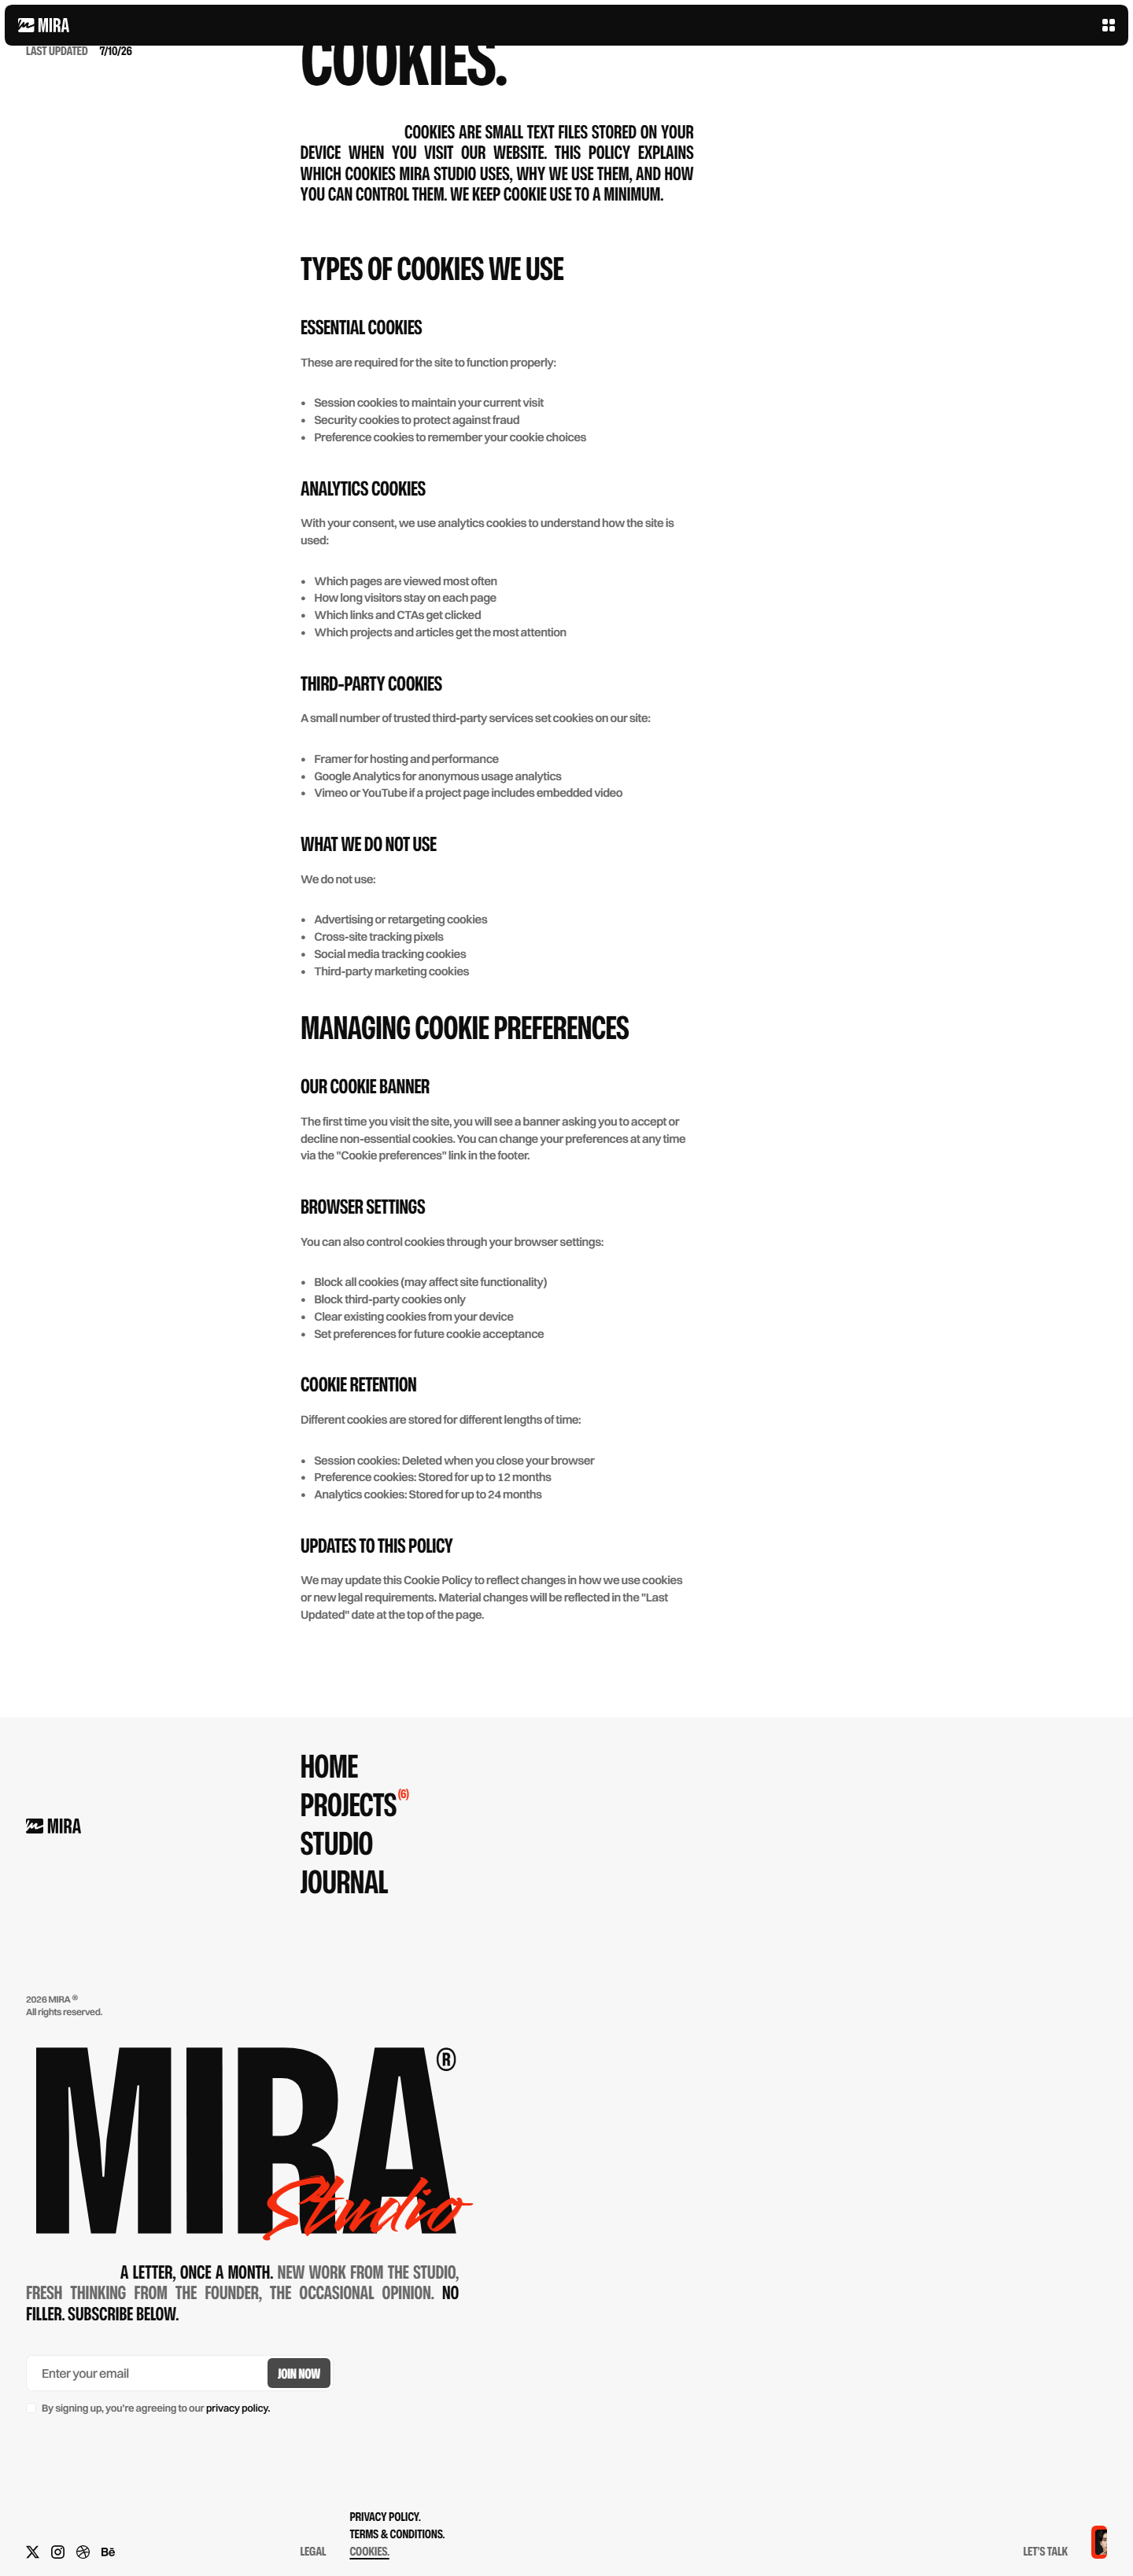 MIRA
LAST UPDATED 7/10/26
COOKIES.
COOKIES ARE SMALL TEXT FILES STORED ON YOUR
DEVICE WHEN YOU VISIT OUR WEBSITE. THIS POLICY EXPLAINS
WHICH COOKIES MIRA STUDIO USES, WHY WE USE THEM, AND HOW
YOU CAN CONTROL THEM. WE KEEP COOKIE USE TO A MINIMUM.
TYPES OF COOKIES WE USE
ESSENTIAL COOKIES
These are required for the site to function properly:
• Session cookies to maintain your current visit
• Security cookies to protect against fraud
• Preference cookies to remember your cookie choices
ANALYTICS COOKIES
With your consent, we use analytics cookies to understand how the site is
used:
• Which pages are viewed most often
• How long visitors stay on each page
• Which links and CTAs get clicked
• Which projects and articles get the most attention
THIRD-PARTY COOKIES
A small number of trusted third-party services set cookies on our site:
• Framer for hosting and performance
• Google Analytics for anonymous usage analytics
• Vimeo or YouTube if a project page includes embedded video
WHAT WE DO NOT USE
We do not use:
• Advertising or retargeting cookies
• Cross-site tracking pixels
• Social media tracking cookies
• Third-party marketing cookies
MANAGING COOKIE PREFERENCES
OUR COOKIE BANNER
The first time you visit the site, you will see a banner asking you to accept or
decline non-essential cookies. You can change your preferences at any time
via the "Cookie preferences" link in the footer.
BROWSER SETTINGS
You can also control cookies through your browser settings:
• Block all cookies (may affect site functionality)
• Block third-party cookies only
• Clear existing cookies from your device
• Set preferences for future cookie acceptance
COOKIE RETENTION
Different cookies are stored for different lengths of time:
• Session cookies: Deleted when you close your browser
• Preference cookies: Stored for up to 12 months
• Analytics cookies: Stored for up to 24 months
UPDATES TO THIS POLICY
We may update this Cookie Policy to reflect changes in how we use cookies
or new legal requirements. Material changes will be reflected in the "Last
Updated" date at the top of the page.
HOME
PROJECTS (6)
STUDIO
JOURNAL
MIRA
2026 MIRA ®
All rights reserved.
MIRA®
Studio
A LETTER, ONCE A MONTH. NEW WORK FROM THE STUDIO,
FRESH THINKING FROM THE FOUNDER, THE OCCASIONAL OPINION. NO
FILLER. SUBSCRIBE BELOW.
Enter your email
JOIN NOW
By signing up, you're agreeing to our privacy policy.
Bē
LEGAL
PRIVACY POLICY.
TERMS & CONDITIONS.
COOKIES.
LET'S TALK